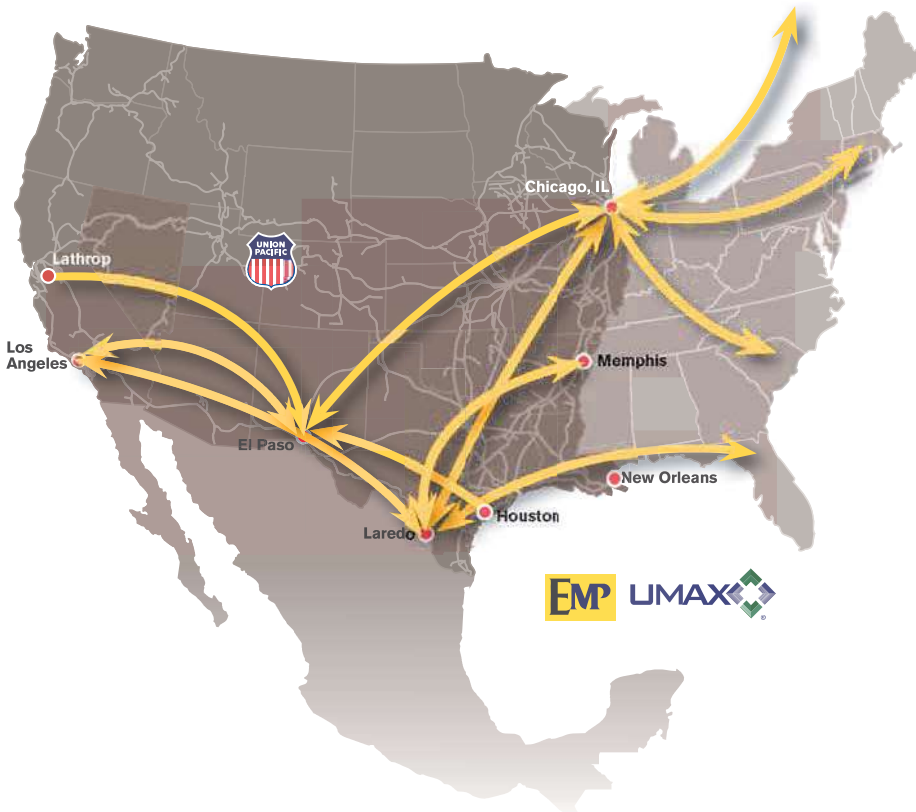 Chicago, IL
UNION
PACIFIC
Lathrop
Los
Angeles
Memphis
El Paso
New Orleans
Houston
Laredo
EMP UMAX
®